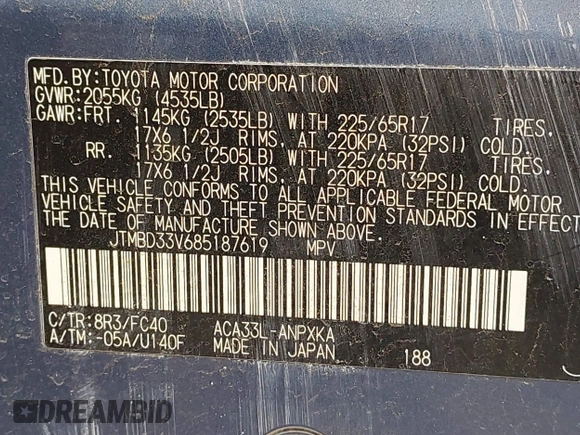 MFD.BY:TOYOTA MOTOR CORPORATION
GVWR:2055KG (4535LB)
GAWR:FRT. 1145KG (2535LB) WITH 225/65R17 TIRES.
17X6 1/2J RIMS. AT 220KPA (32PSI) COLD.
RR. 1135KG (2505LB) WITH 225/65R17 TIRES.
17X6 1/2J RIMS. AT 220KPA (32PSI) COLD.
THIS VEHICLE CONFORMS TO ALL APPLICABLE FEDERAL MOTOR
VEHICLE SAFETY AND THEFT PREVENTION STANDARDS IN EFFECT
THE DATE OF MANUFACTURE SHOWN ABOVE.
JTMBD33V685187619 MPV
C/TR:8R3/FC40 ACA33L-ANPXKA
A/TM:-05A/U140F MADE IN JAPAN 188
DREAMBID